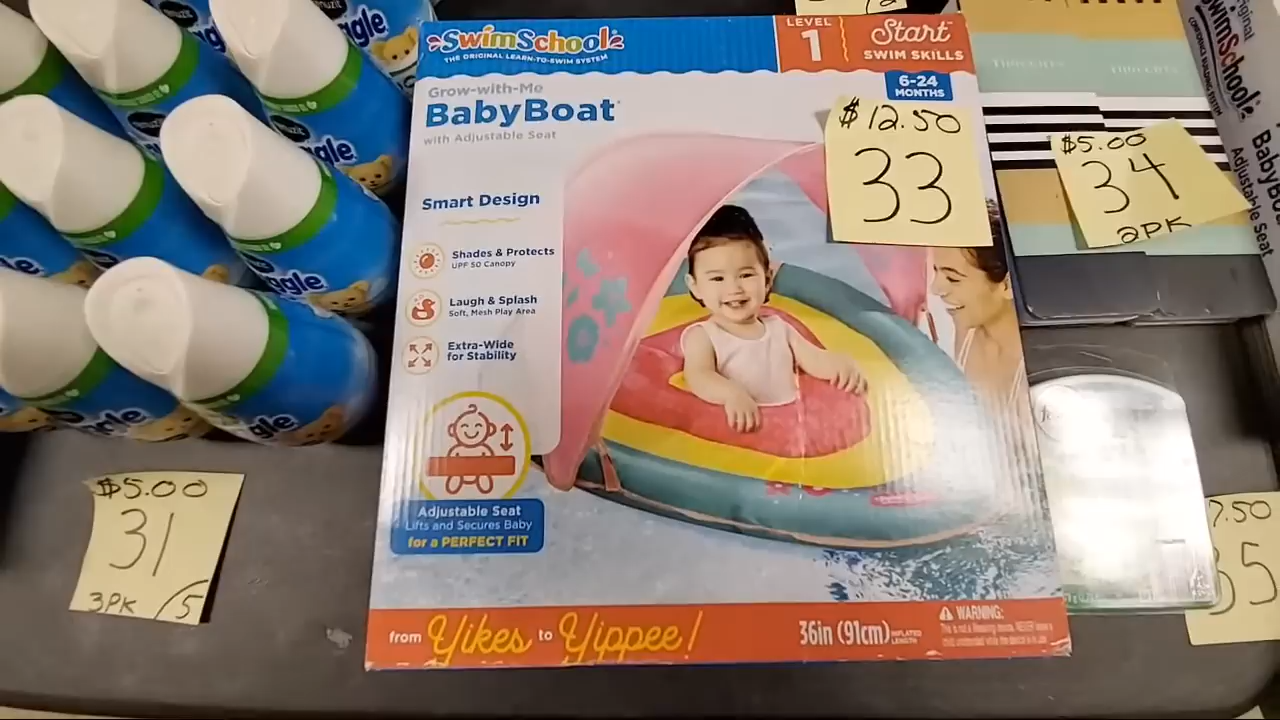 SwimSchool
THE ORIGINAL LEARN-TO-SWIM SYSTEM
LEVEL 1
Start
SWIM SKILLS
6-24
MONTHS
Grow-with-Me
BabyBoat
with Adjustable Seat
Smart Design
Shades & Protects
UPF 50 Canopy
Laugh & Splash
Soft, Mesh Play Area
Extra-Wide
for Stability
Adjustable Seat
Lifts and Secures Baby
for a PERFECT FIT
from Yikes to Yippee!
36in (91cm) INFLATED
LENGTH
WARNING:
$12.50
33
$5.00
34
2PK
$5.00
31
3PK /5
7.50
35
Original
SwimSchool
Adjustable Seat